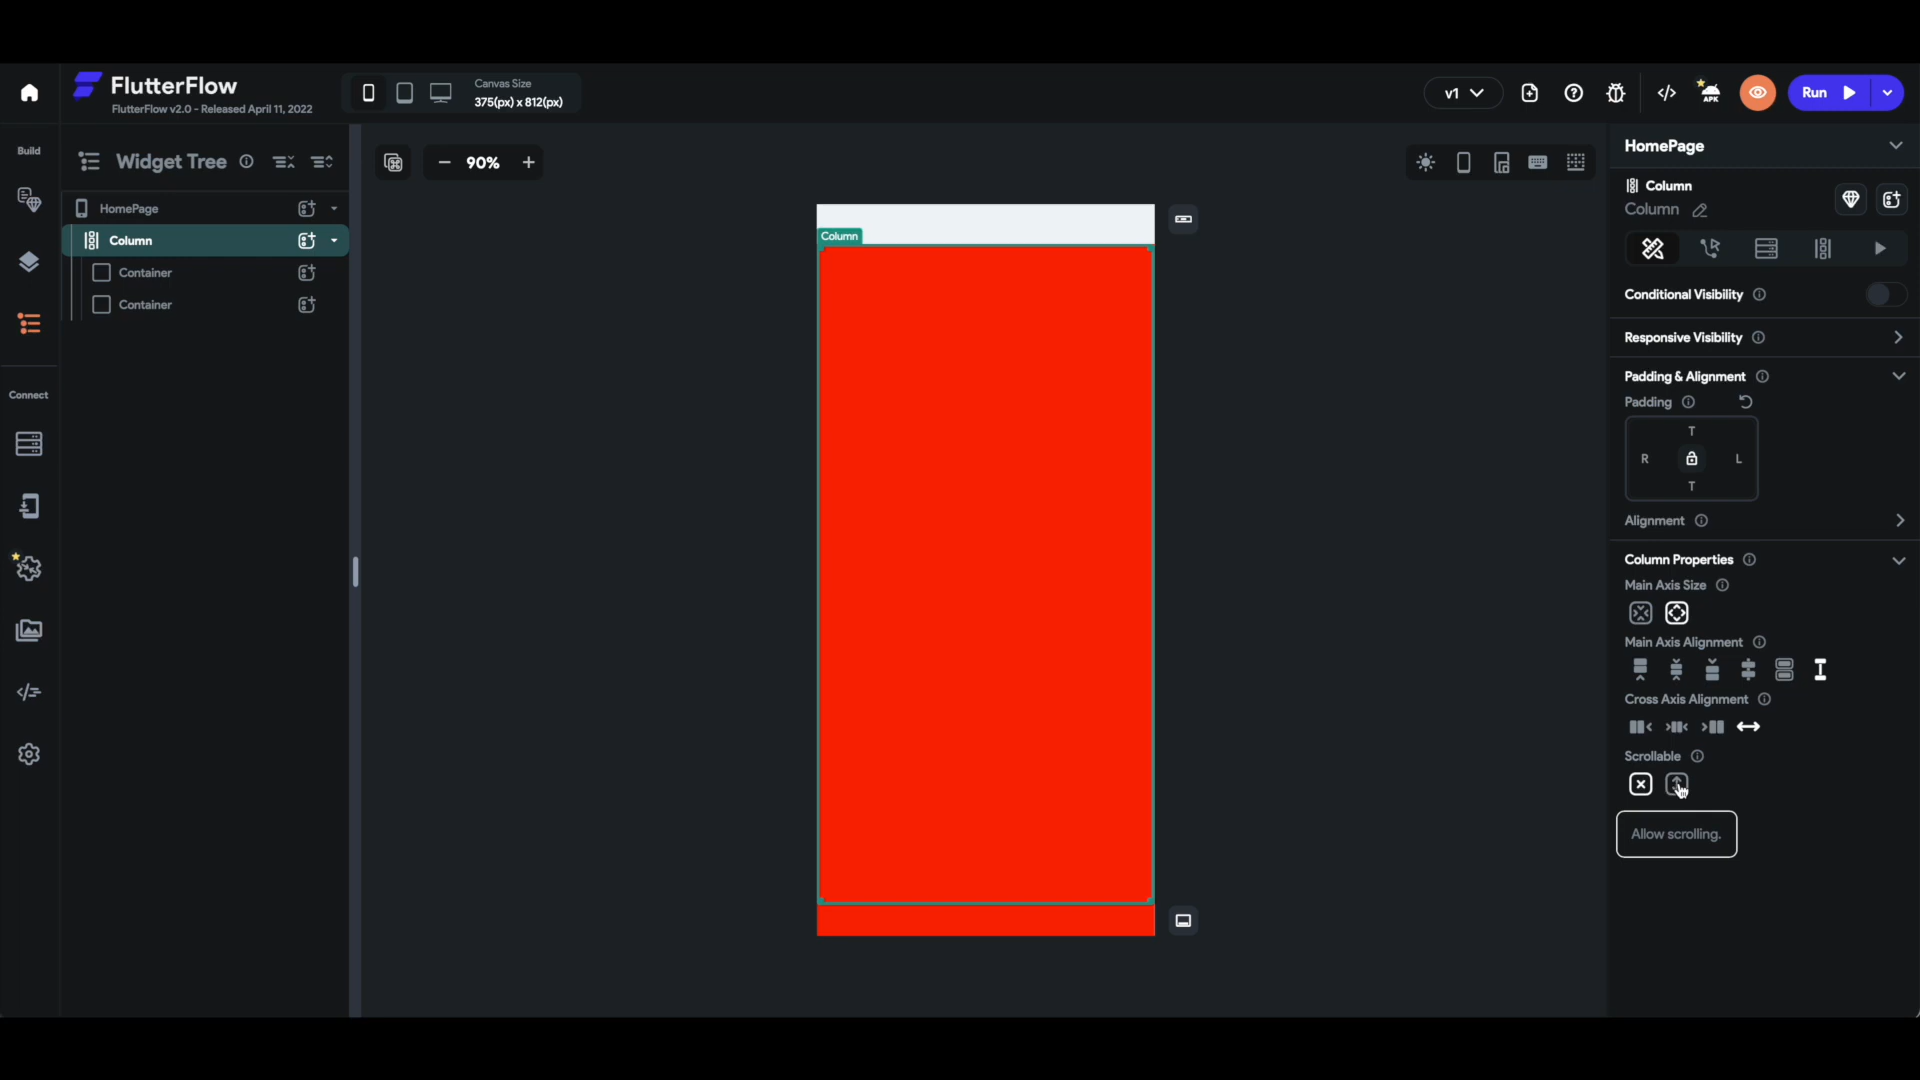 FlutterFlow
FlutterFlow v2.0 - Released April 11, 2022
Canvas Size
375(px) x 812(px)
v1
APK
Run
Build
Widget Tree
90%
HomePage
HomePage
Column
Column
Column
Column
Container
Container
Conditional Visibility
Responsive Visibility
Padding & Alignment
Connect
Padding
T
R
L
T
Alignment
Column Properties
Main Axis Size
Main Axis Alignment
Cross Axis Alignment
Scrollable
Allow scrolling.